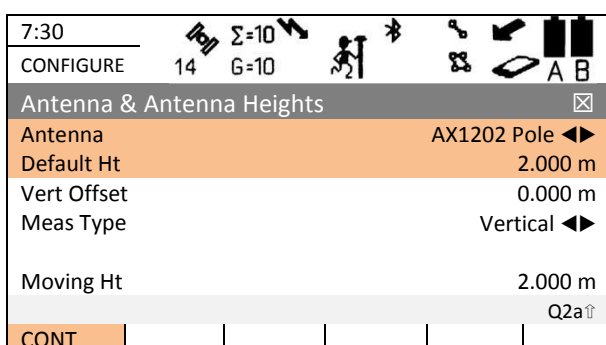 7:30 Σ=10
CONFIGURE 14 G=10 A B
Antenna & Antenna Heights
Antenna AX1202 Pole
Default Ht 2.000 m
Vert Offset 0.000 m
Meas Type Vertical
Moving Ht 2.000 m
Q2a⇧
CONT